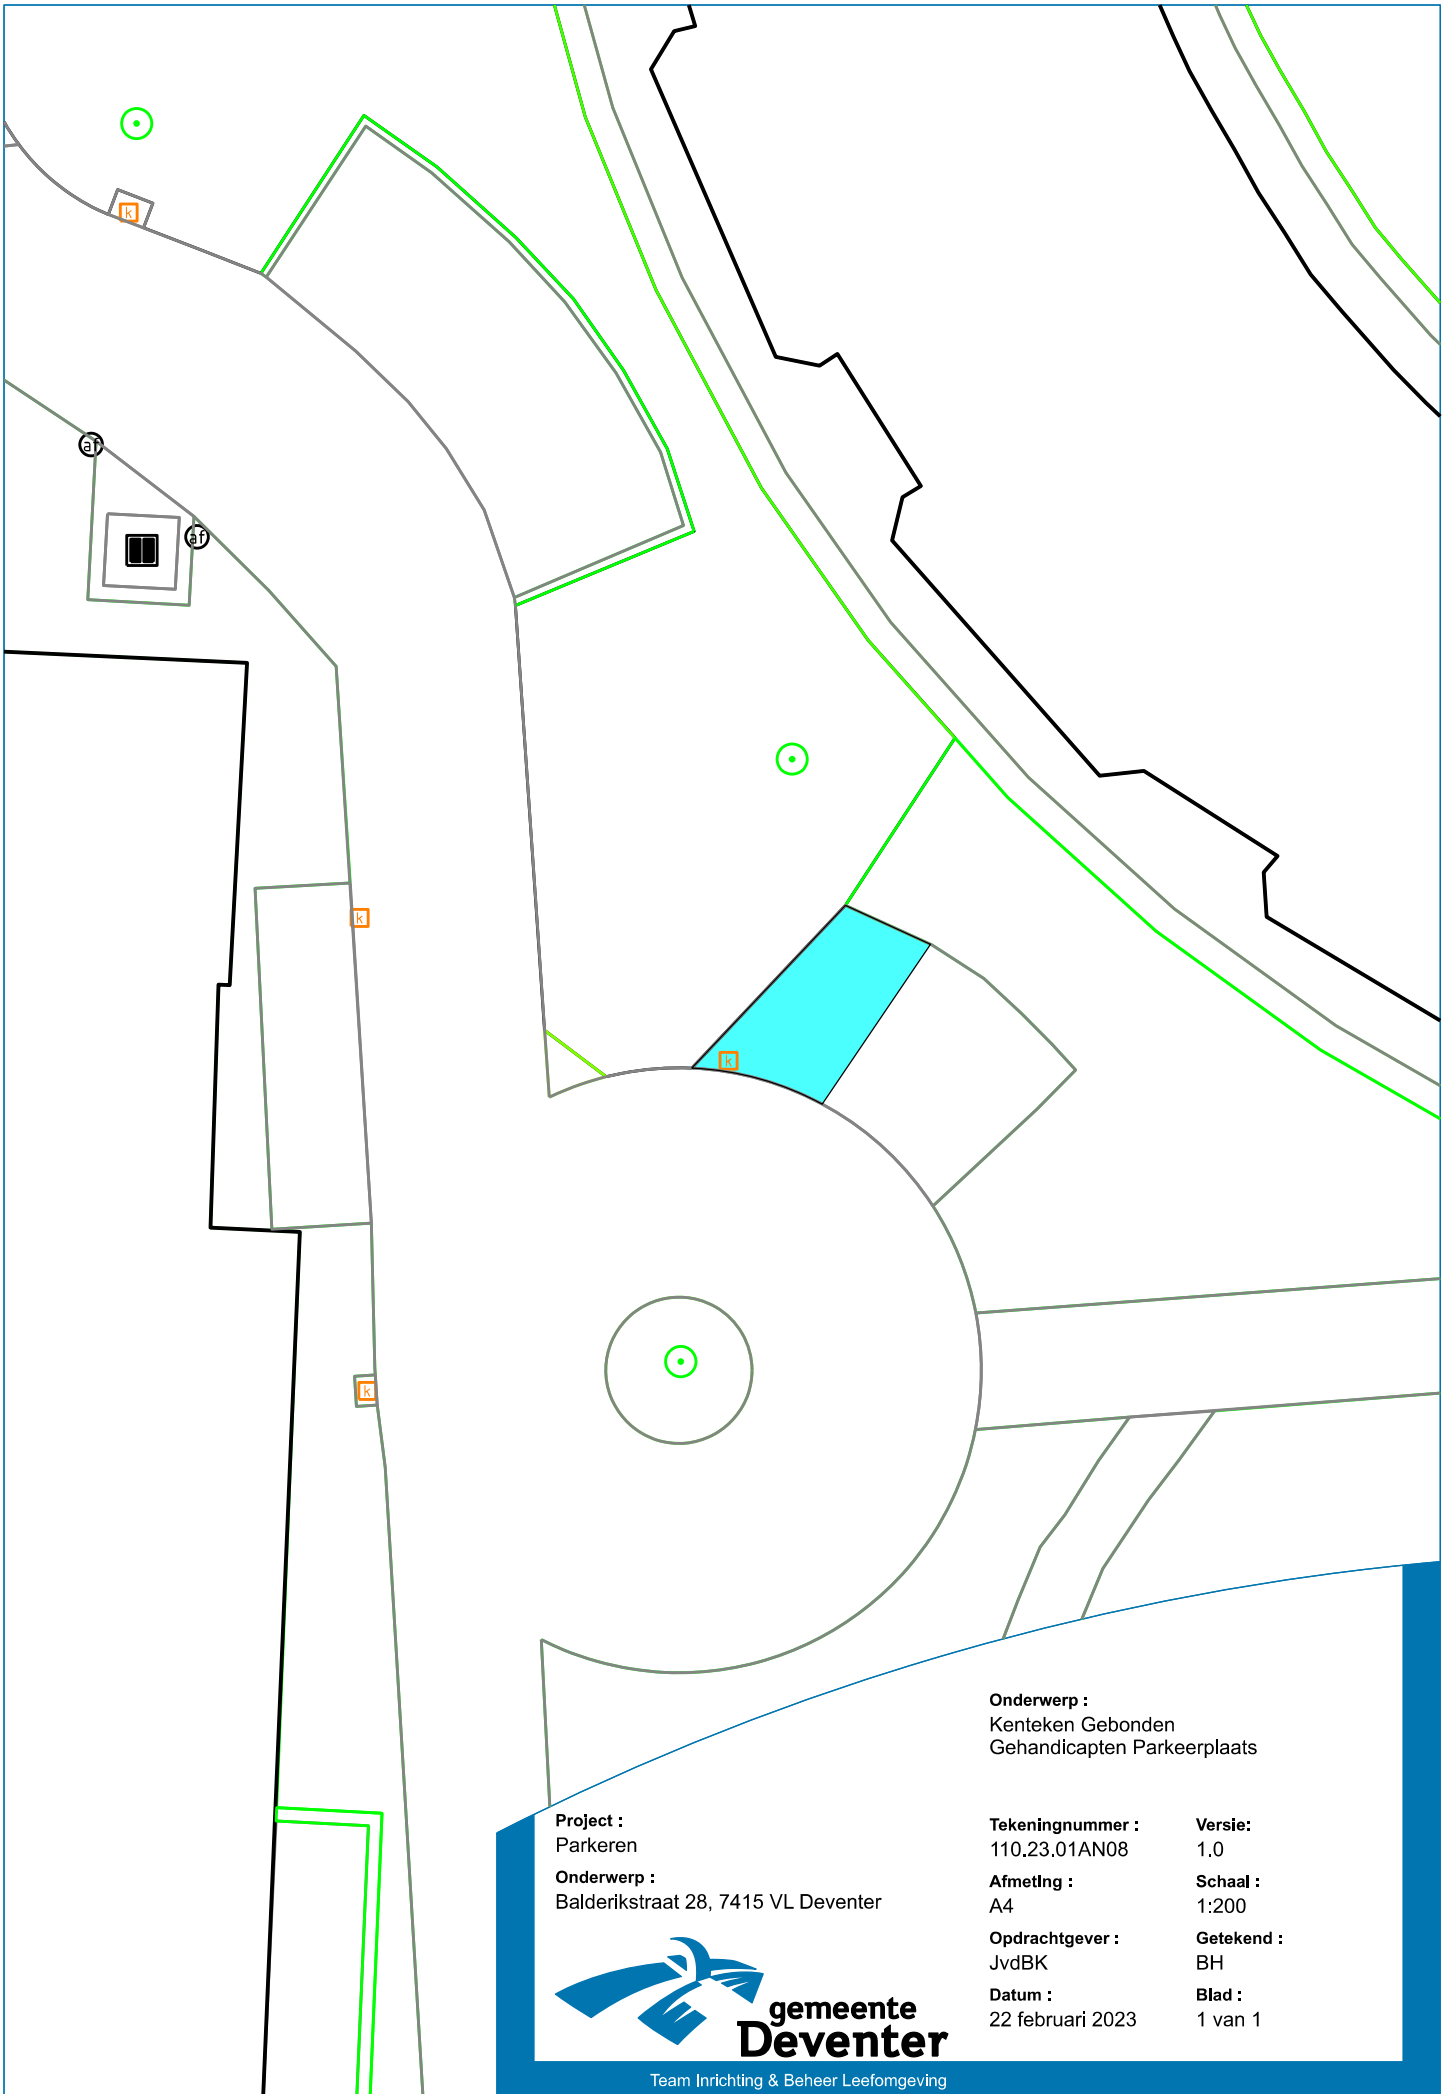 k
af
af
k
k
k
Onderwerp :
Kenteken Gebonden
Gehandicapten Parkeerplaats
Project :
Parkeren
Onderwerp :
Balderikstraat 28, 7415 VL Deventer
Tekeningnummer :
110.23.01AN08
Versie:
1.0
Afmeting :
A4
Schaal :
1:200
Opdrachtgever :
JvdBK
Getekend :
BH
Datum :
22 februari 2023
Blad :
1 van 1
gemeente
Deventer
Team Inrichting & Beheer Leefomgeving